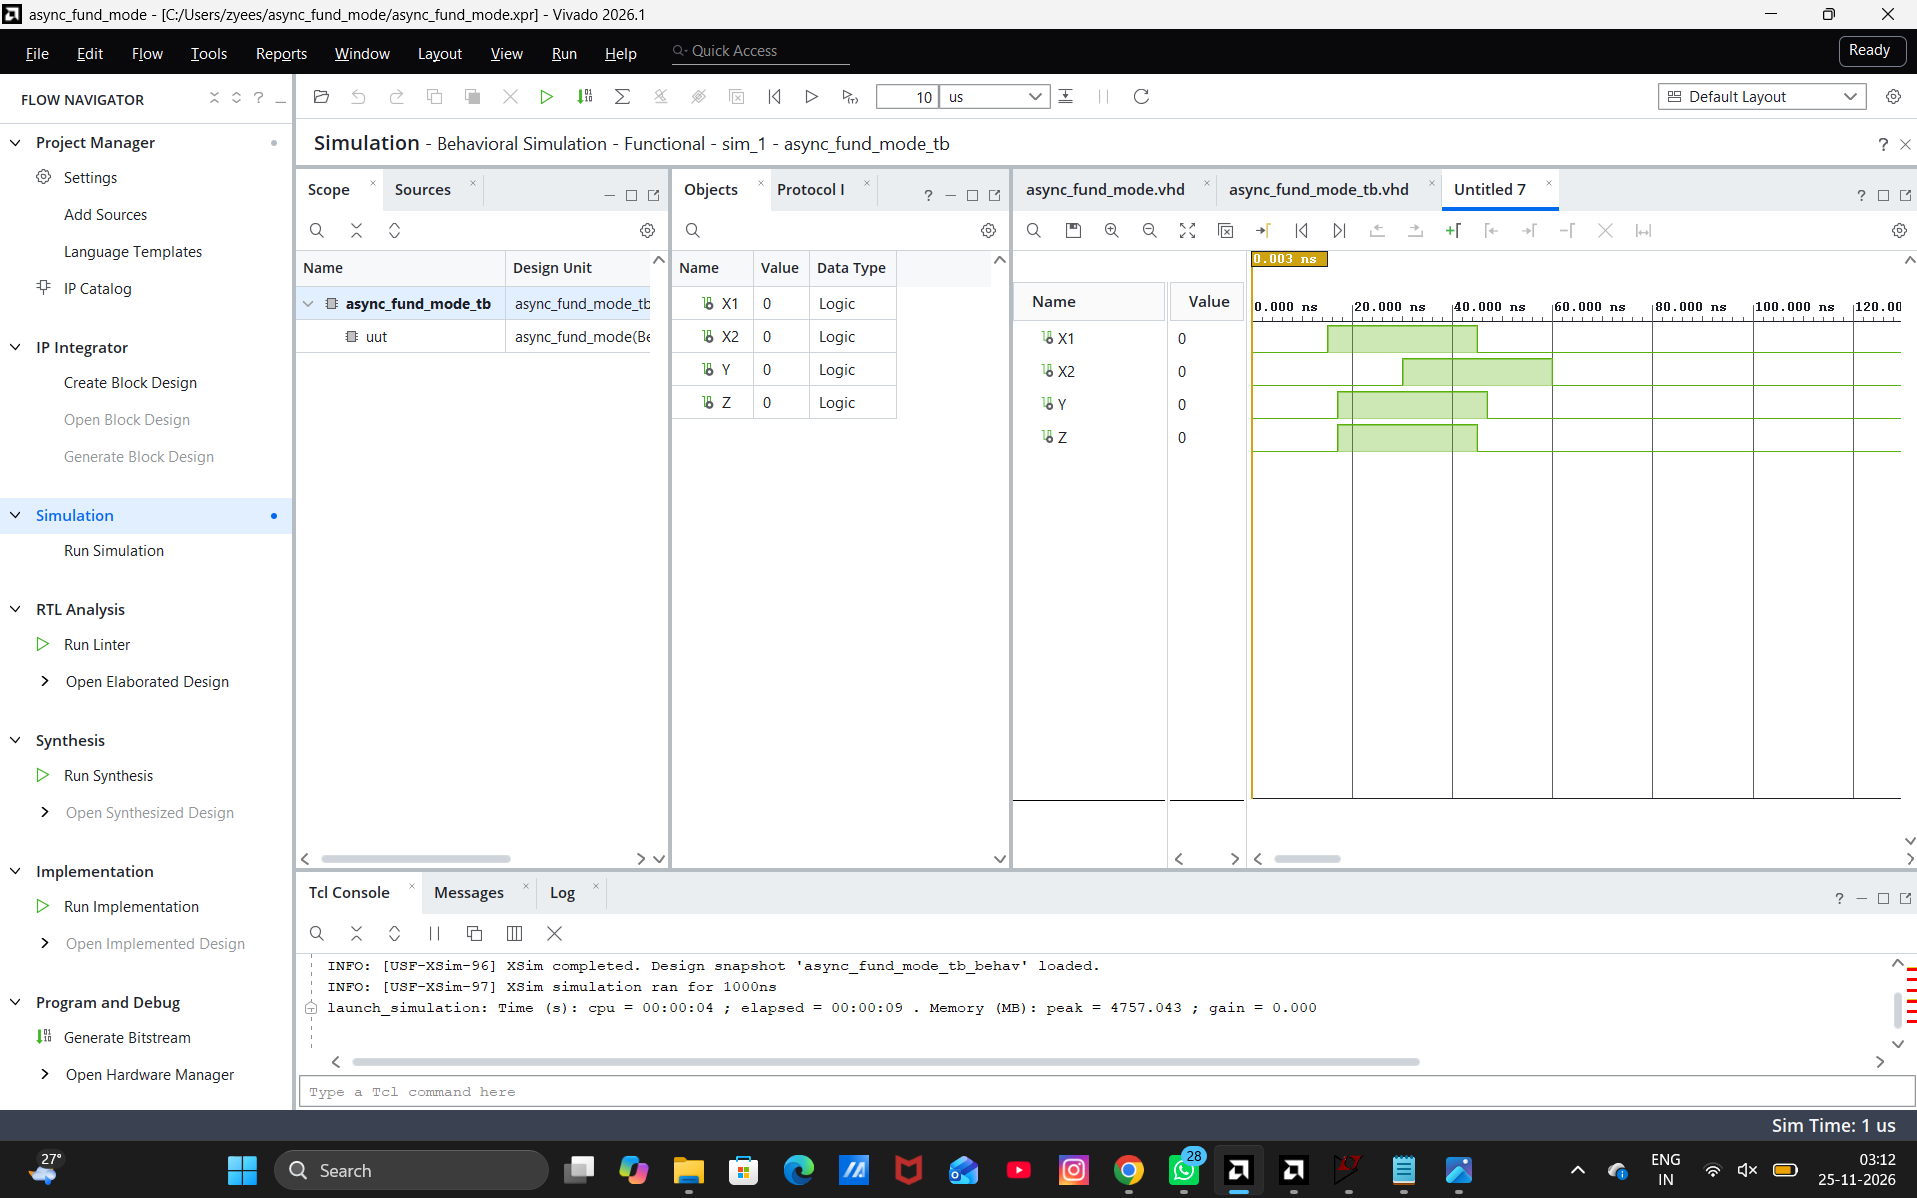 async_fund_mode - [C:/Users/zyees/async_fund_mode/async_fund_mode.xpr] - Vivado 2026.1
File Edit Flow Tools Reports Window Layout View Run Help Quick Access Ready
FLOW NAVIGATOR
10 us Default Layout
Simulation - Behavioral Simulation - Functional - sim_1 - async_fund_mode_tb
Project Manager
Settings
Add Sources
Language Templates
IP Catalog
IP Integrator
Create Block Design
Open Block Design
Generate Block Design
Simulation
Run Simulation
RTL Analysis
Run Linter
Open Elaborated Design
Synthesis
Run Synthesis
Open Synthesized Design
Implementation
Run Implementation
Open Implemented Design
Program and Debug
Generate Bitstream
Open Hardware Manager
Scope Sources
Name Design Unit
async_fund_mode_tb async_fund_mode_tb
uut async_fund_mode(Be
Objects Protocol I
Name Value Data Type
X1 0 Logic
X2 0 Logic
Y 0 Logic
Z 0 Logic
async_fund_mode.vhd async_fund_mode_tb.vhd Untitled 7
0.003 ns
Name Value
0.000 ns 20.000 ns 40.000 ns 60.000 ns 80.000 ns 100.000 ns 120.00
X1 0
X2 0
Y 0
Z 0
Tcl Console Messages Log
INFO: [USF-XSim-96] XSim completed. Design snapshot 'async_fund_mode_tb_behav' loaded.
INFO: [USF-XSim-97] XSim simulation ran for 1000ns
launch_simulation: Time (s): cpu = 00:00:04 ; elapsed = 00:00:09 . Memory (MB): peak = 4757.043 ; gain = 0.000
Type a Tcl command here
Sim Time: 1 us
27°
Search
28
ENG
IN
03:12
25-11-2026